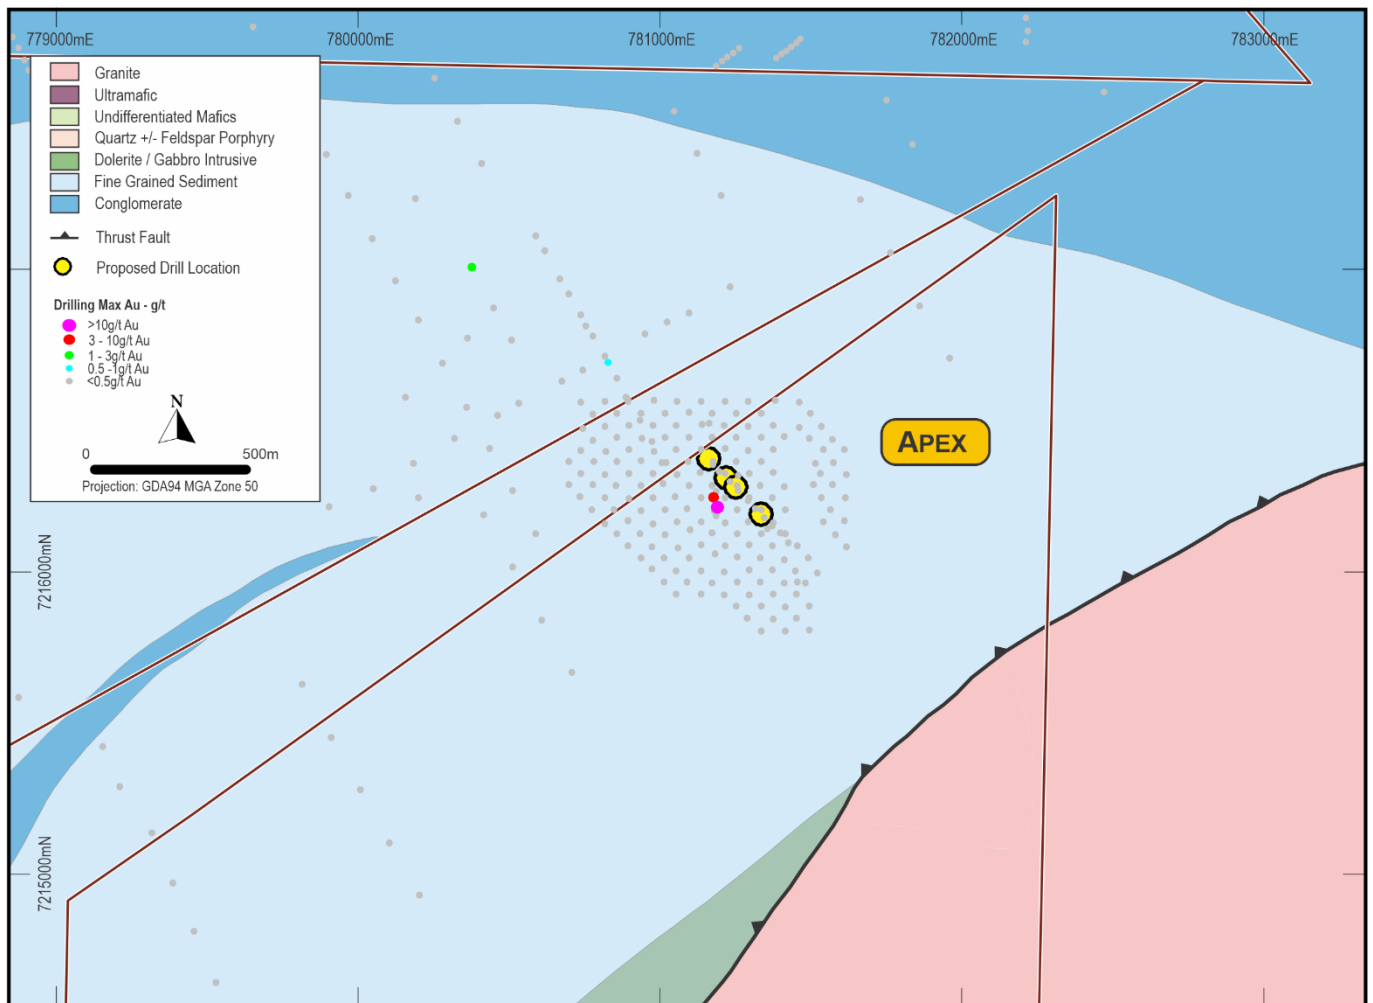 779000mE
780000mE
781000mE
782000mE
783000mE
Granite
Ultramafic
Undifferentiated Mafics
Quartz +/- Feldspar Porphyry
Dolerite / Gabbro Intrusive
Fine Grained Sediment
Conglomerate
Thrust Fault
Proposed Drill Location
Drilling Max Au - g/t
>10g/t Au
3 - 10g/t Au
1 - 3g/t Au
0.5 -1g/t Au
<0.5g/t Au
N
0 500m
Projection: GDA94 MGA Zone 50
APEX
7216000mN
7215000mN